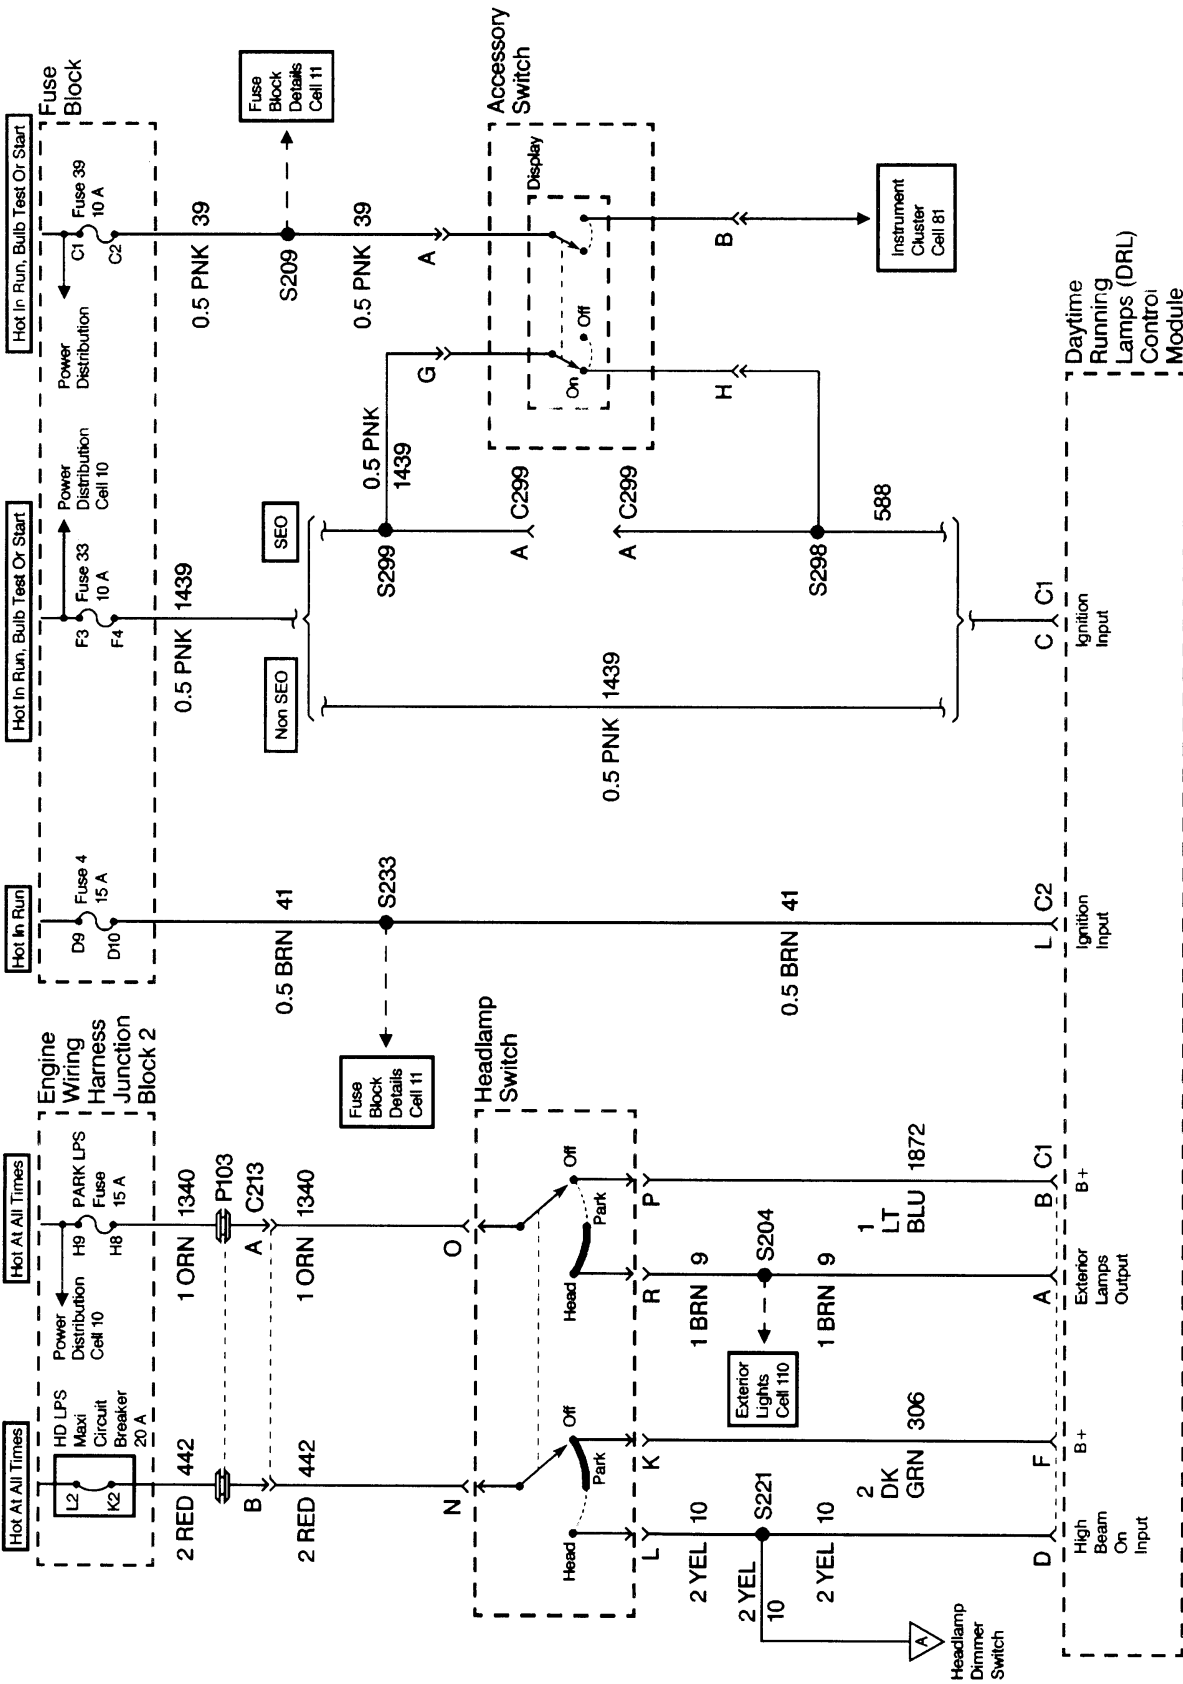 Hot At All Times
Hot At All Times
Hot In Run
Hot In Run, Bulb Test Or Start
Hot In Run, Bulb Test Or Start
HD LPS
Maxi
Circuit
Breaker
20 A
L2
K2
Power
Distribution
Cell 10
H9
H8
PARK LPS
Fuse
15 A
Engine
Wiring
Harness
Junction
Block 2
D9
D10
Fuse 4
15 A
F3
F4
Fuse 33
10 A
Power
Distribution
Cell 10
Power
Distribution
C1
C2
Fuse 39
10 A
Fuse
Block
2 RED 442
1 ORN 1340
P103
B
A
C213
2 RED 442
1 ORN 1340
0.5 BRN 41
S233
Fuse
Block
Details
Cell 11
0.5 PNK 1439
Non SEO
SEO
0.5 PNK 39
S209
Fuse
Block
Details
Cell 11
0.5 PNK 39
0.5 PNK
1439
S299
A
C299
A
C299
S298
588
0.5 PNK 1439
G
A
Accessory
Switch
Display
On
Off
H
B
Instrument
Cluster
Cell 81
N
O
Headlamp
Switch
Head
Park
Off
Head
Park
Off
L
K
R
P
2 YEL 10
S221
2 YEL
10
2 YEL 10
2
DK
GRN
306
1 BRN 9
S204
Exterior
Lights
Cell 110
1 BRN 9
1
LT
BLU
1872
0.5 BRN 41
A
Headlamp
Dimmer
Switch
D
F
A
B
C1
L
C2
C
C1
High
Beam
On
Input
B+
Exterior
Lamps
Output
B+
Ignition
Input
Ignition
Input
Daytime
Running
Lamps (DRL)
Control
Module